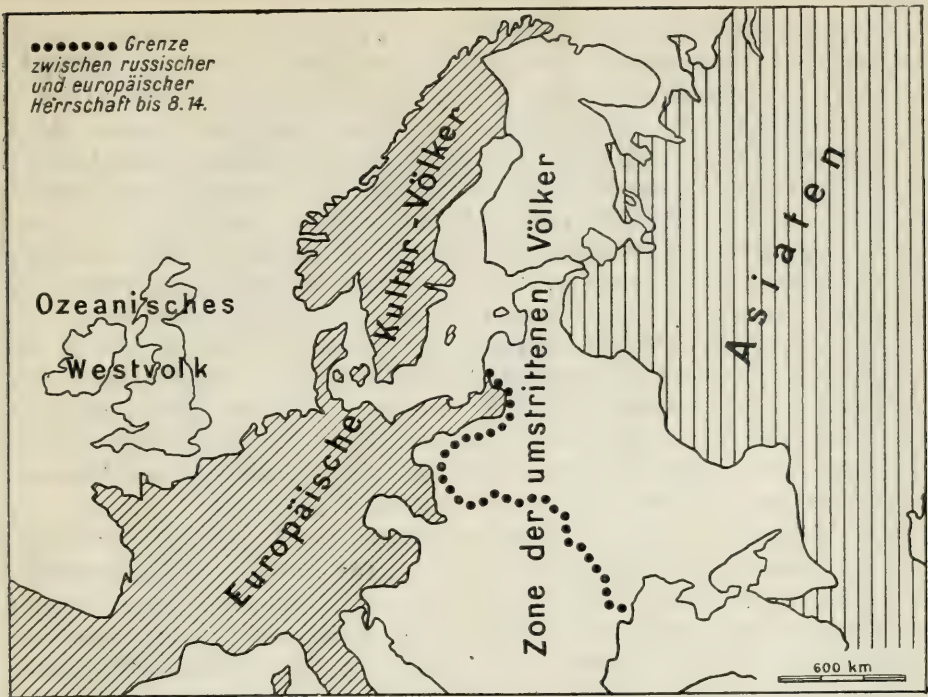 Grenze
zwischen russischer
und europäischer
Herrschaft bis 8.14.
Ozeanisches
Westvolk
Europäische
Kultur-Völker
Zone der umstrittenen Völker
Asiaten
600 km